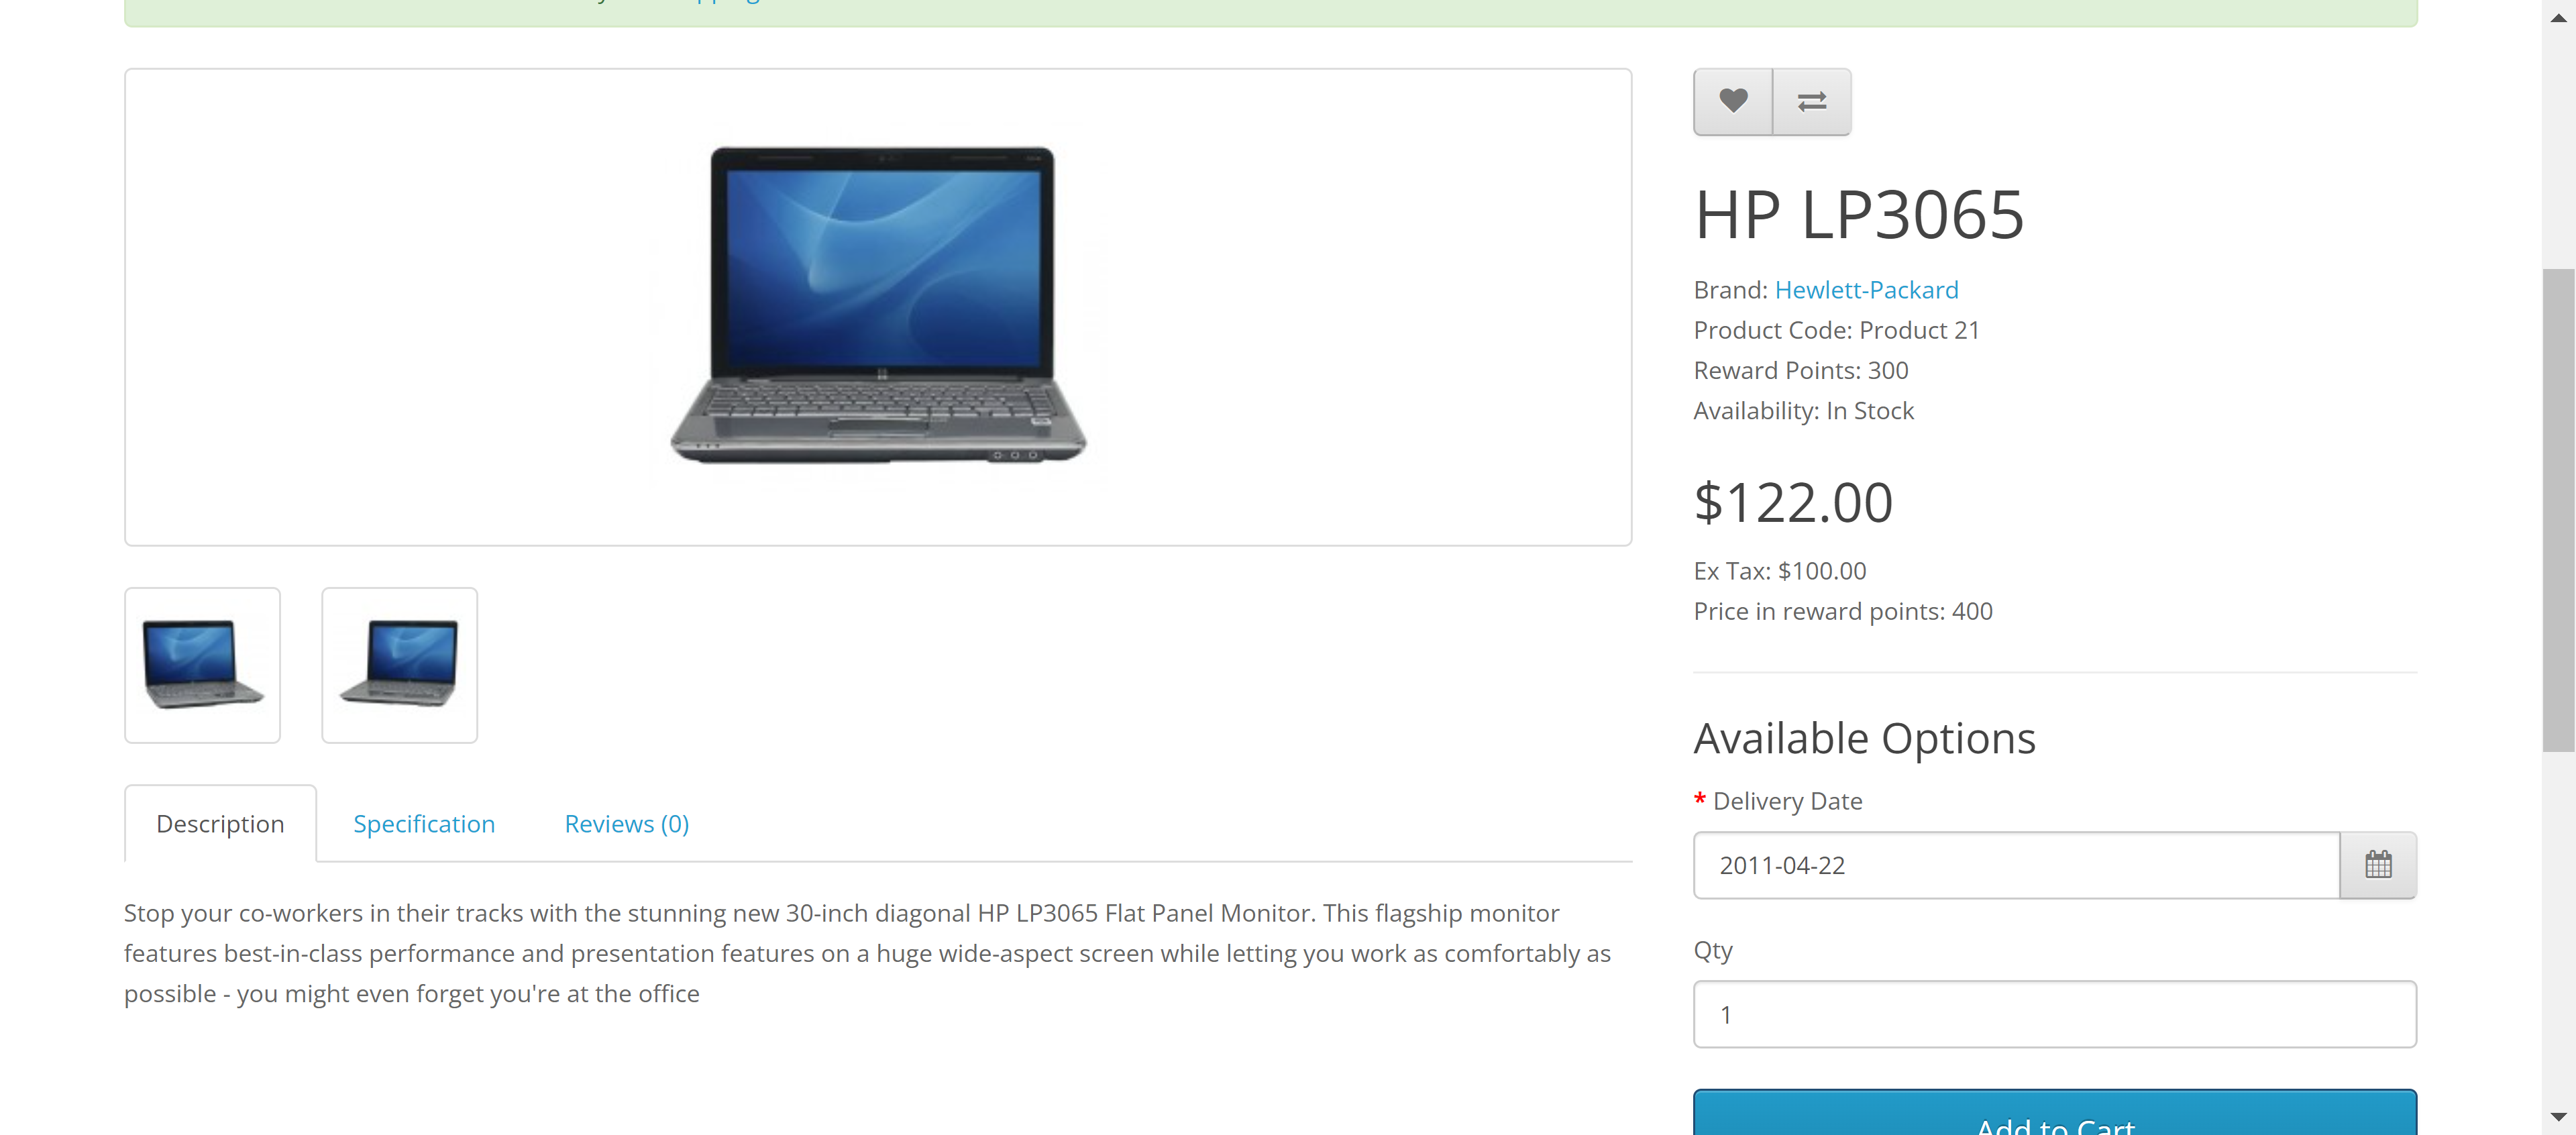 HP LP3065
Brand: Hewlett-Packard
Product Code: Product 21
Reward Points: 300
Availability: In Stock
$122.00
Ex Tax: $100.00
Price in reward points: 400
Available Options
* Delivery Date
2011-04-22
Qty
1
Add to Cart
Description
Specification
Reviews (0)
Stop your co-workers in their tracks with the stunning new 30-inch diagonal HP LP3065 Flat Panel Monitor. This flagship monitor
features best-in-class performance and presentation features on a huge wide-aspect screen while letting you work as comfortably as
possible - you might even forget you're at the office